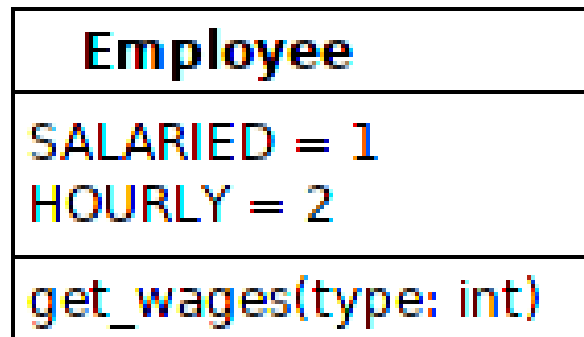 Employee
SALARIED = 1
HOURLY = 2
get_wages(type: int)